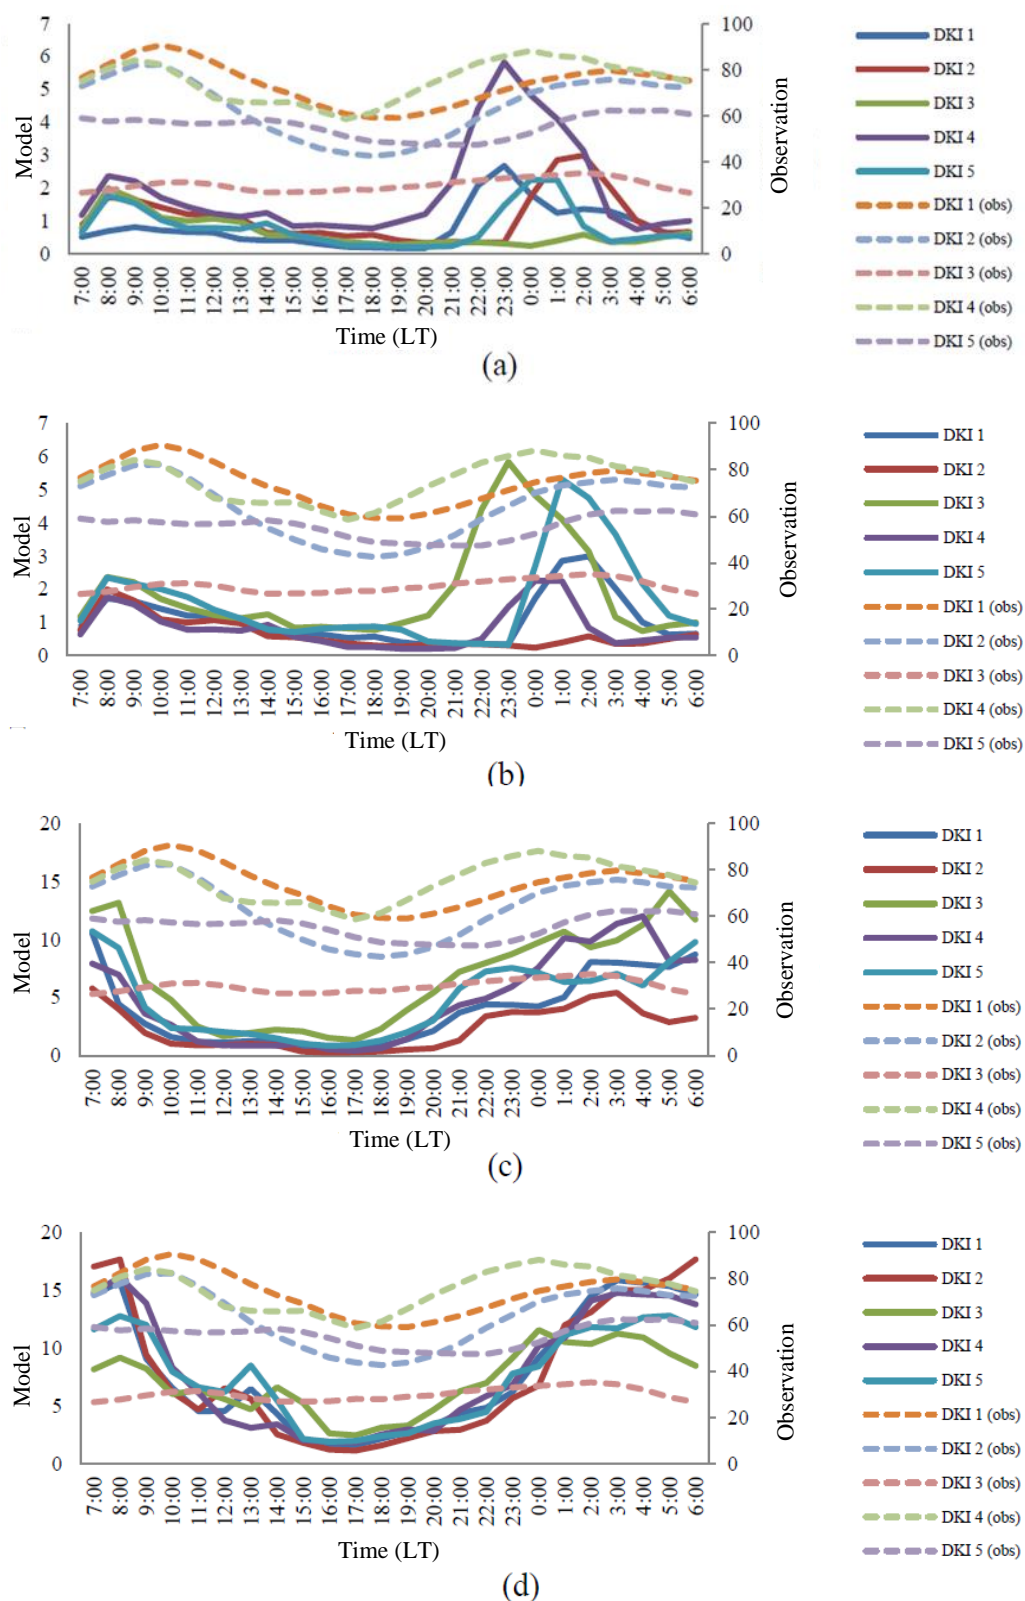 7
6
5
4
3
2
1
0
Model
100
80
60
40
20
0
Observation
7:00
8:00
9:00
10:00
11:00
12:00
13:00
14:00
15:00
16:00
17:00
18:00
19:00
20:00
21:00
22:00
23:00
0:00
1:00
2:00
3:00
4:00
5:00
6:00
Time (LT)
DKI 1
DKI 2
DKI 3
DKI 4
DKI 5
DKI 1 (obs)
DKI 2 (obs)
DKI 3 (obs)
DKI 4 (obs)
DKI 5 (obs)
(a)
7
6
5
4
3
2
1
0
Model
100
80
60
40
20
0
Observation
7:00
8:00
9:00
10:00
11:00
12:00
13:00
14:00
15:00
16:00
17:00
18:00
19:00
20:00
21:00
22:00
23:00
0:00
1:00
2:00
3:00
4:00
5:00
6:00
Time (LT)
DKI 1
DKI 2
DKI 3
DKI 4
DKI 5
DKI 1 (obs)
DKI 2 (obs)
DKI 3 (obs)
DKI 4 (obs)
DKI 5 (obs)
(b)
20
15
10
5
0
Model
100
80
60
40
20
0
Observation
7:00
8:00
9:00
10:00
11:00
12:00
13:00
14:00
15:00
16:00
17:00
18:00
19:00
20:00
21:00
22:00
23:00
0:00
1:00
2:00
3:00
4:00
5:00
6:00
Time (LT)
DKI 1
DKI 2
DKI 3
DKI 4
DKI 5
DKI 1 (obs)
DKI 2 (obs)
DKI 3 (obs)
DKI 4 (obs)
DKI 5 (obs)
(c)
20
15
10
5
0
Model
100
80
60
40
20
0
Observation
7:00
8:00
9:00
10:00
11:00
12:00
13:00
14:00
15:00
16:00
17:00
18:00
19:00
20:00
21:00
22:00
23:00
0:00
1:00
2:00
3:00
4:00
5:00
6:00
Time (LT)
DKI 1
DKI 2
DKI 3
DKI 4
DKI 5
DKI 1 (obs)
DKI 2 (obs)
DKI 3 (obs)
DKI 4 (obs)
DKI 5 (obs)
(d)